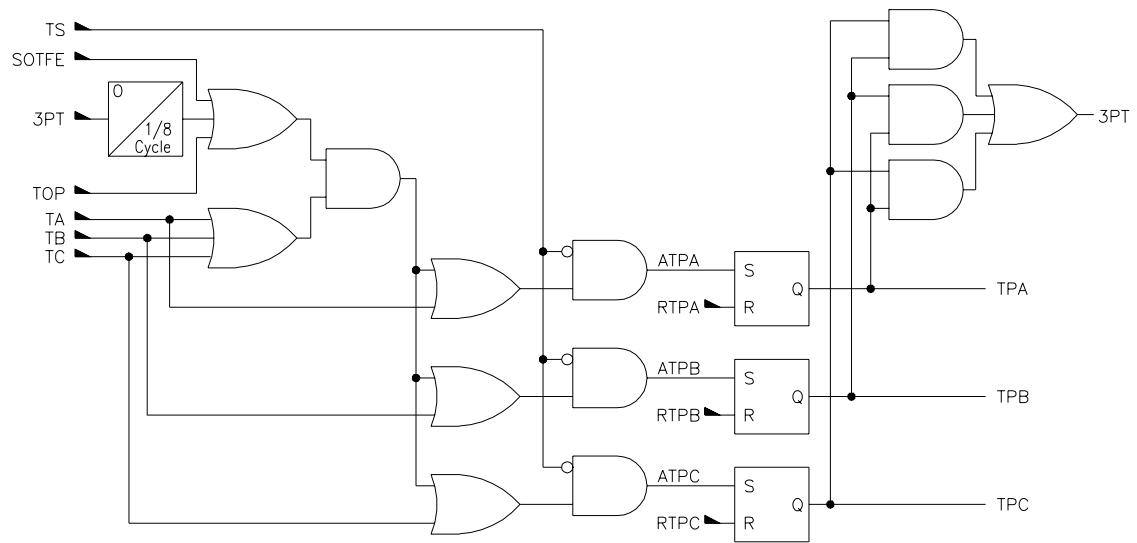 TS
SOTFE
3PT
O
1/8
Cycle
3PT
TOP
TA
TB
TC
ATPA
S
Q
TPA
RTPA
R
ATPB
S
Q
TPB
RTPB
R
ATPC
S
Q
TPC
RTPC
R